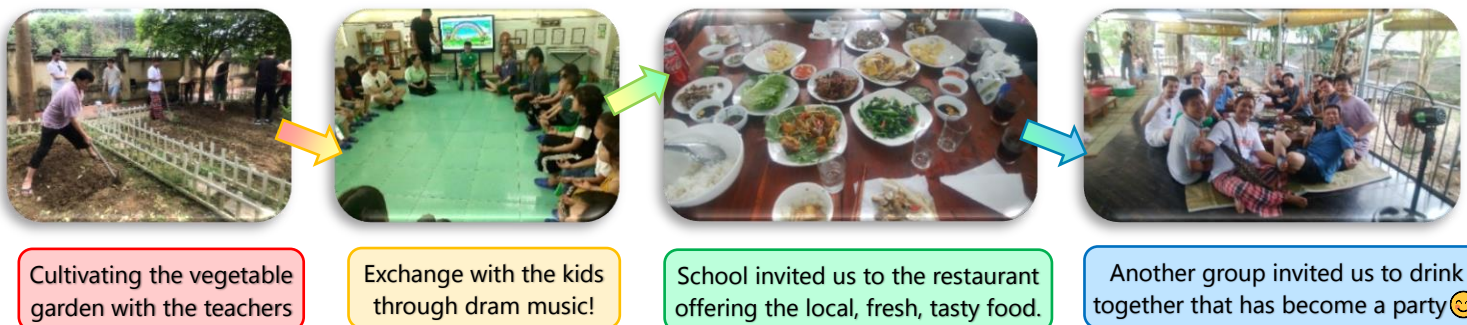 Cultivating the vegetable
garden with the teachers
Exchange with the kids
through dram music!
School invited us to the restaurant
offering the local, fresh, tasty food.
Another group invited us to drink
together that has become a party😊